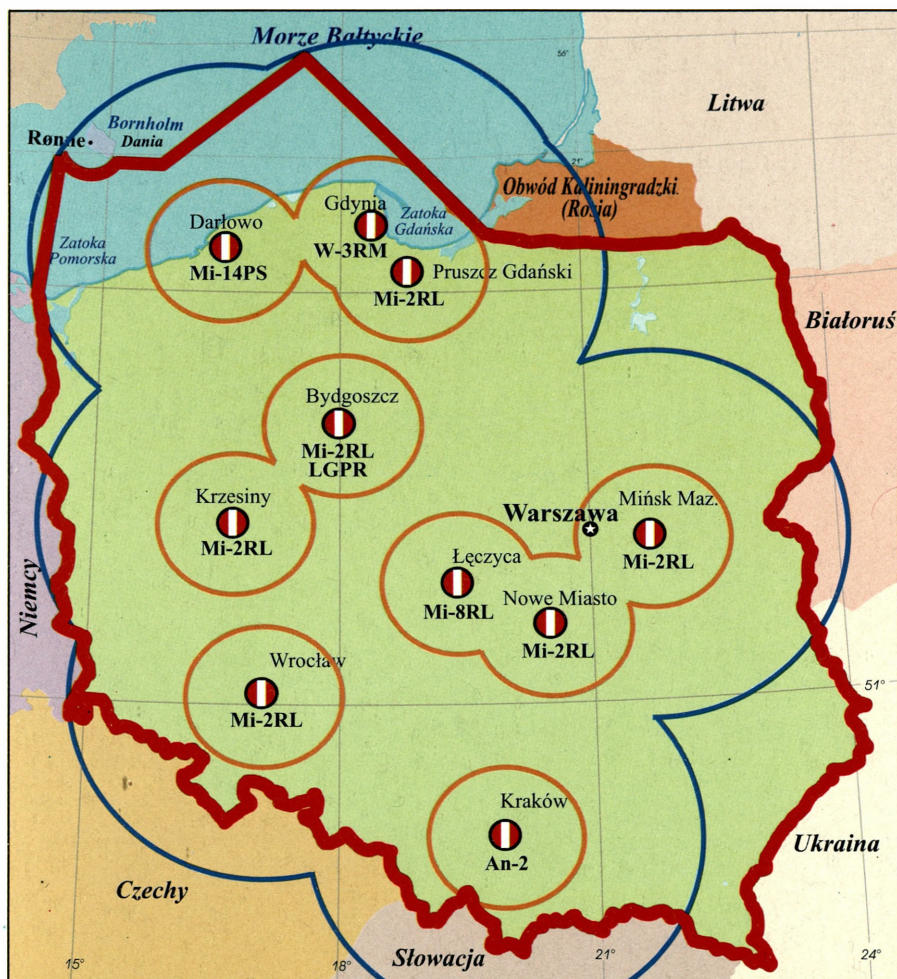 Morze Bałtyckie
56°
Litwa
Bornholm
Dania
Rønne
21°
Obwód Kaliningradzki
(Rosja)
Gdynia
Darłowo
Zatoka
Gdańska
Zatoka
Pomorska
W-3RM
Mi-14PS
Pruszcz Gdański
Mi-2RL
Białoruś
Bydgoszcz
Mi-2RL
LGPR
Krzesiny
Mi-2RL
Warszawa
Mińsk Maz.
Mi-2RL
Łęczyca
Mi-8RL
Nowe Miasto
Mi-2RL
Niemcy
Wrocław
Mi-2RL
51°
Kraków
An-2
Ukraina
Czechy
Słowacja
15°
18°
21°
24°